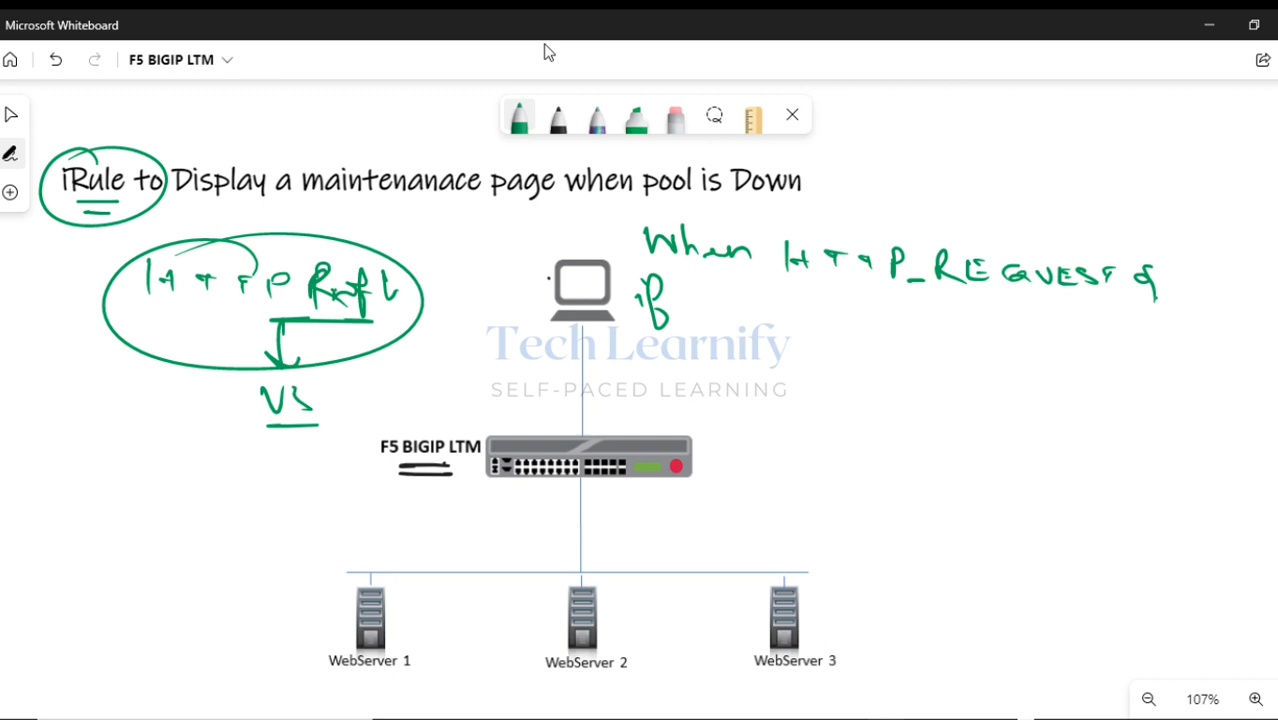 Microsoft Whiteboard
F5 BIGIP LTM
iRule to Display a maintenanace page when pool is Down
When HTTP_REQUEST {
if
HTTP
VS
Tech Learnify
SELF-PACED LEARNING
F5 BIGIP LTM
WebServer 1
WebServer 2
WebServer 3
107%